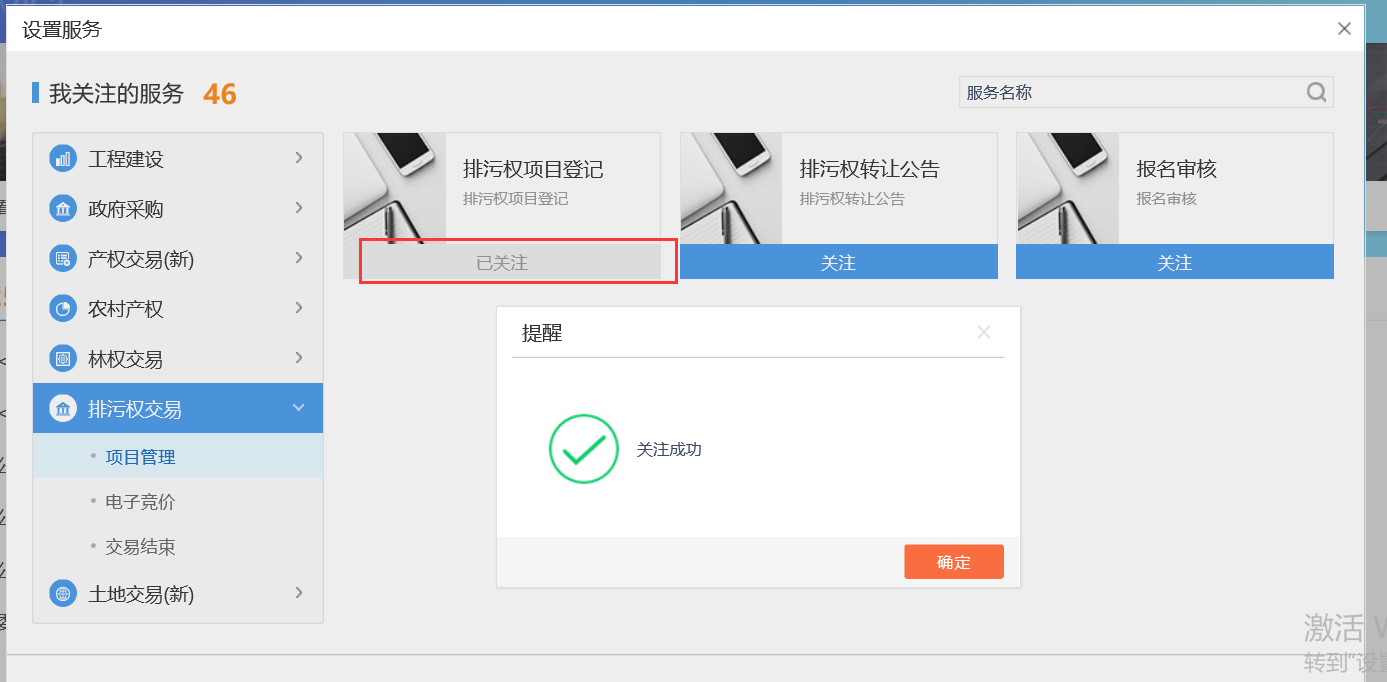 设置服务
我关注的服务 46
服务名称
工程建设
政府采购
产权交易(新)
农村产权
林权交易
排污权交易
项目管理
电子竞价
交易结束
土地交易(新)
排污权项目登记
排污权项目登记
已关注
排污权转让公告
排污权转让公告
关注
报名审核
报名审核
关注
提醒
关注成功
确定
激活
转到"设置